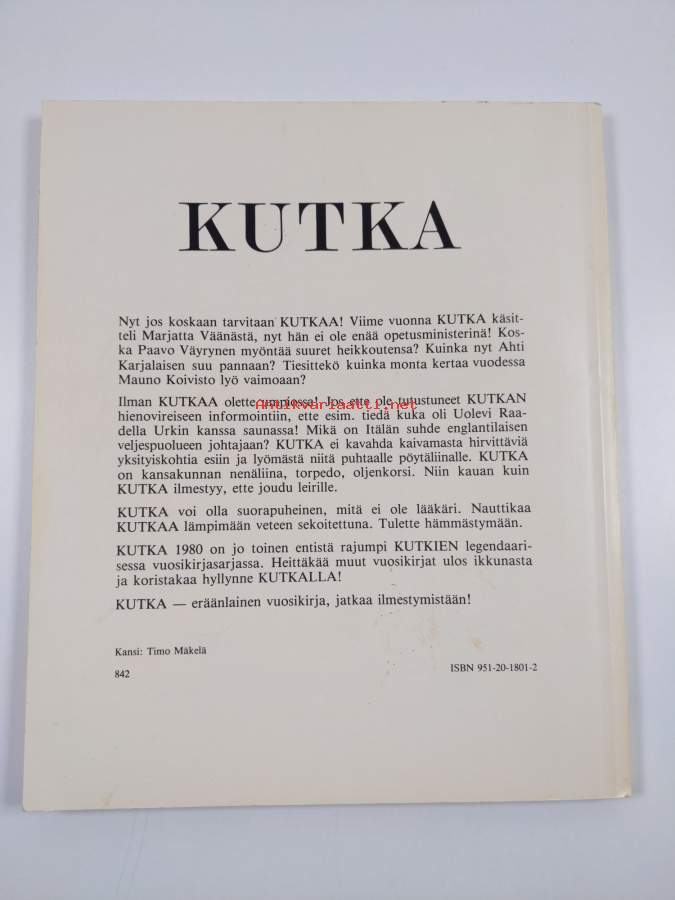 KUTKA
Nyt jos koskaan tarvitaan KUTKAA! Viime vuonna KUTKA käsit-
teli Marjatta Väänästä, nyt hän ei ole enää opetusministerinä! Kos-
ka Paavo Väyrynen myöntää suuret heikkoutensa? Kuinka nyt Ahti
Karjalaisen suu pannaan? Tiesittekö kuinka monta kertaa vuodessa
Mauno Koivisto lyö vaimoaan?
Ilman KUTKAA olette Jos ette ole tutustuneet KUTKAN
Antikvariaatti.net
hienovireiseen informointiin, ette esim. tiedä kuka oli Uolevi Raa-
della Urkin kanssa saunassa! Mikä on Itälän suhde englantilaisen
veljespuolueen johtajaan? KUTKA ei kavahda kaivamasta hirvittäviä
yksityiskohtia esiin ja lyömästä niitä puhtaalle pöytäliinalle. KUTKA
on kansakunnan nenäliina, torpedo, oljenkorsi. Niin kauan kuin
KUTKA ilmestyy, ette joudu leirille.
KUTKA voi olla suorapuheinen, mitä ei ole lääkäri. Nauttikaa
KUTKAA lämpimään veteen sekoitettuna. Tulette hämmästymään.
KUTKA 1980 on jo toinen entistä rajumpi KUTKIEN legendaari-
sessa vuosikirjasarjassa. Heittäkää muut vuosikirjat ulos ikkunasta
ja koristakaa hyllynne KUTKALLA!
KUTKA — eräänlainen vuosikirja, jatkaa ilmestymistään!
Kansi: Timo Mäkelä
842
ISBN 951-20-1801-2